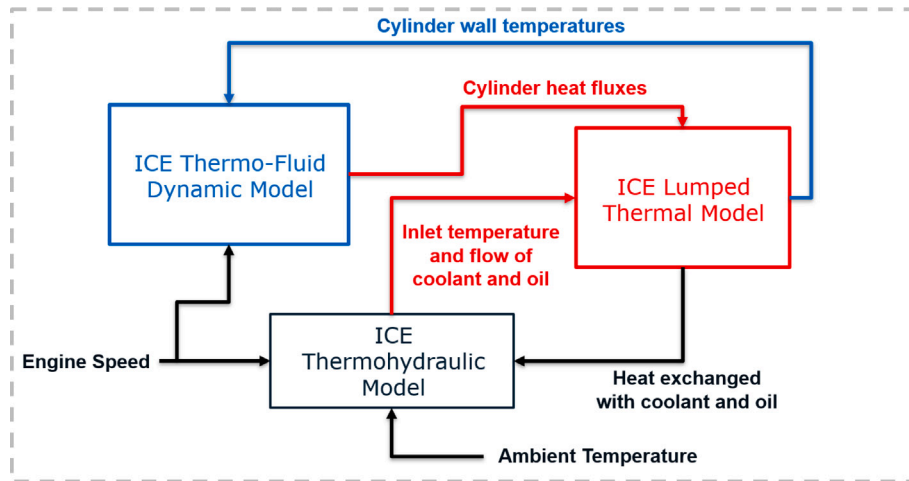 Cylinder wall temperatures
Cylinder heat fluxes
ICE Thermo-Fluid
Dynamic Model
ICE Lumped
Thermal Model
Inlet temperature
and flow of
coolant and oil
ICE
Thermohydraulic
Model
Engine Speed
Heat exchanged
with coolant and oil
Ambient Temperature